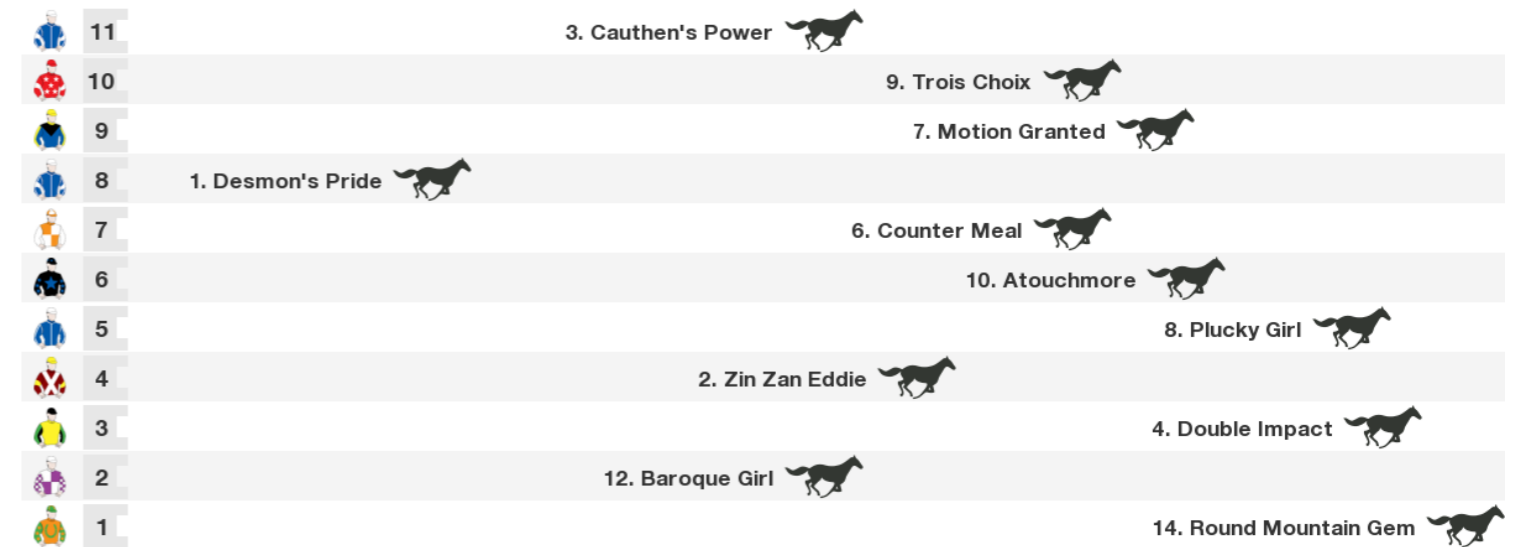 11 3. Cauthen's Power
10 9. Trois Choix
9 7. Motion Granted
8 1. Desmon's Pride
7 6. Counter Meal
6 10. Atouchmore
5 8. Plucky Girl
4 2. Zin Zan Eddie
3 4. Double Impact
2 12. Baroque Girl
1 14. Round Mountain Gem